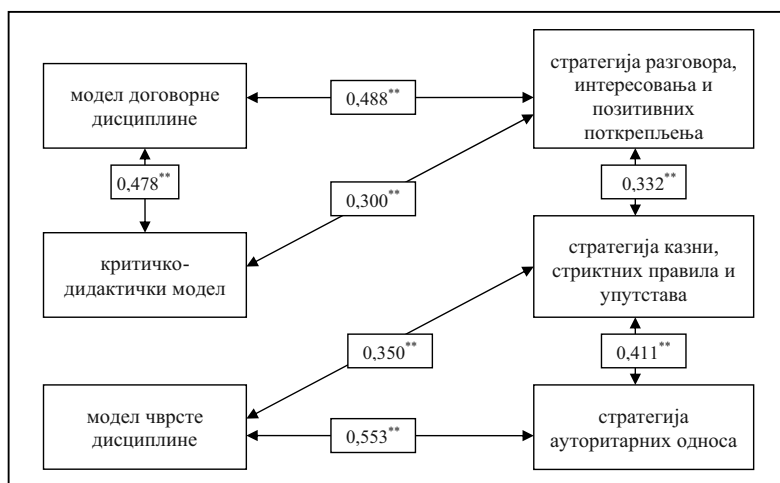 модел договорне
дисциплине
0,488**
стратегија разговора,
интересовања и
позитивних
поткрепљења
0,478**
0,300**
0,332**
критичко-
дидактички модел
стратегија казни,
стриктних правила и
упутстава
0,350**
0,411**
модел чврсте
дисциплине
0,553**
стратегија
ауторитарних односа